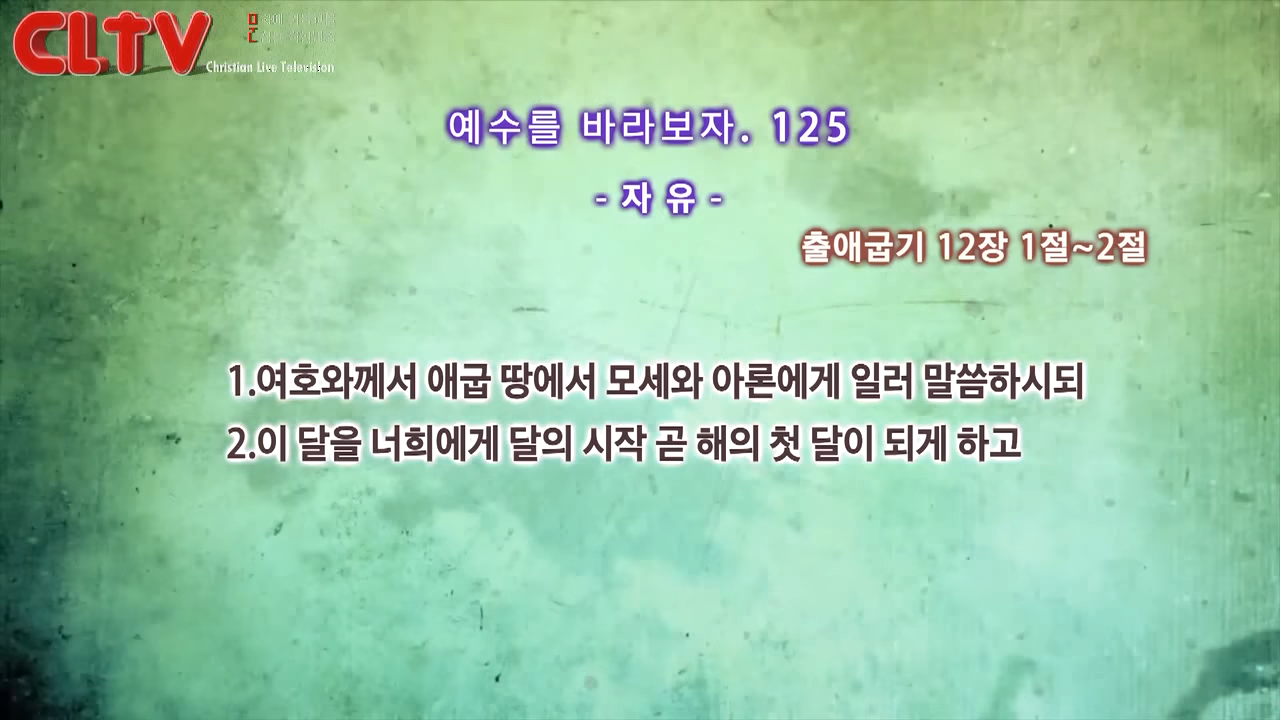 CLTV
Christian Live Television
예수를 바라보자. 125
- 자 유 -
출애굽기 12장 1절~2절
1.여호와께서 애굽 땅에서 모세와 아론에게 일러 말씀하시되
2.이 달을 너희에게 달의 시작 곧 해의 첫 달이 되게 하고